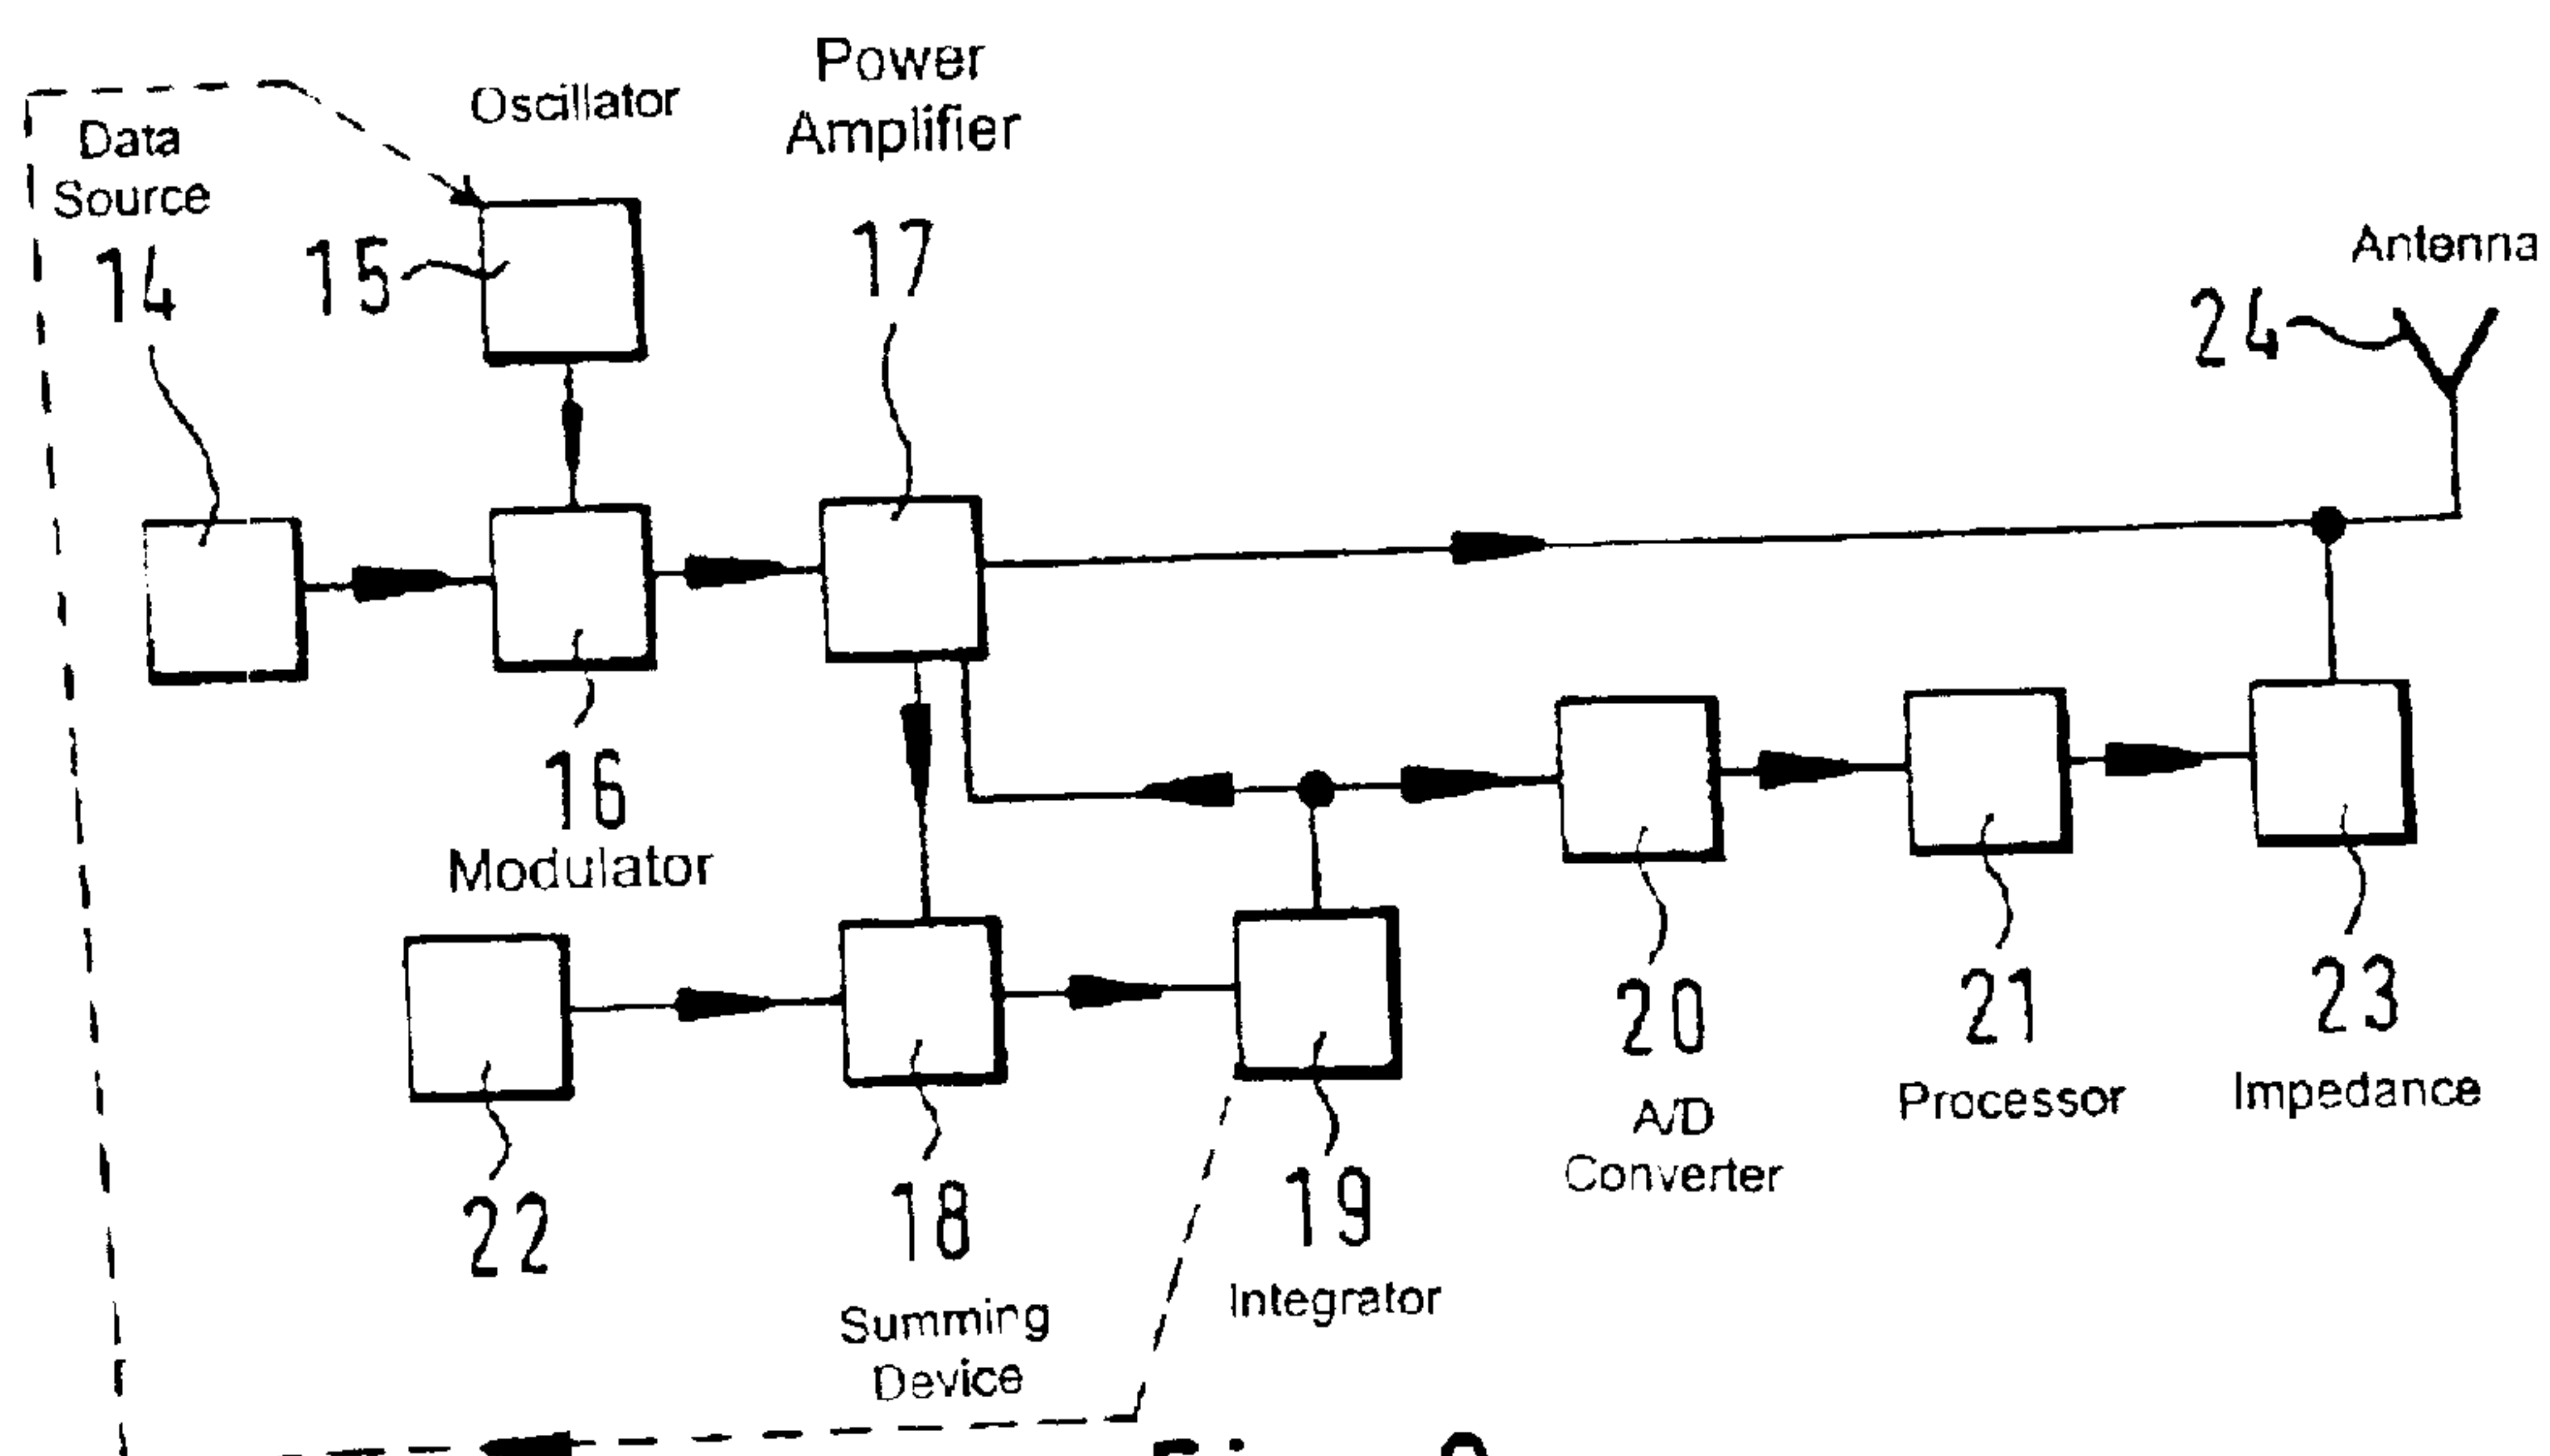 Power
Amplifier
Oscillator
Data
Source
14
15
17
Antenna
24
16
Modulator
22
18
Summing
Device
19
Integrator
20
A/D
Converter
21
Processor
23
Impedance